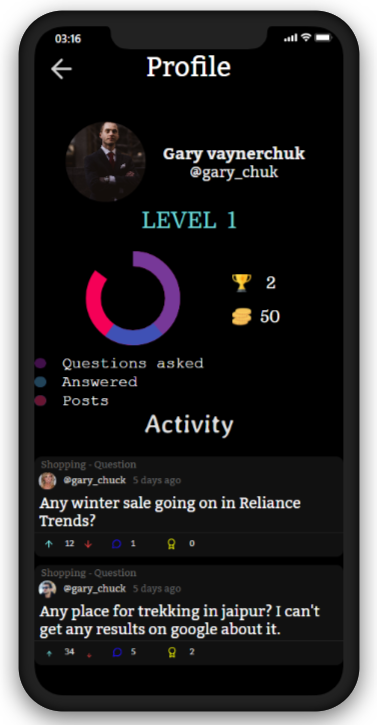 03:16
Profile
Gary vaynerchuk
@gary_chuk
LEVEL 1
2
50
Questions asked
Answered
Posts
Activity
Shopping - Question
@gary_chuck 5 days ago
Any winter sale going on in Reliance
Trends?
12 1 0
Shopping - Question
@gary_chuck 5 days ago
Any place for trekking in jaipur? I can't
get any results on google about it.
34 5 2